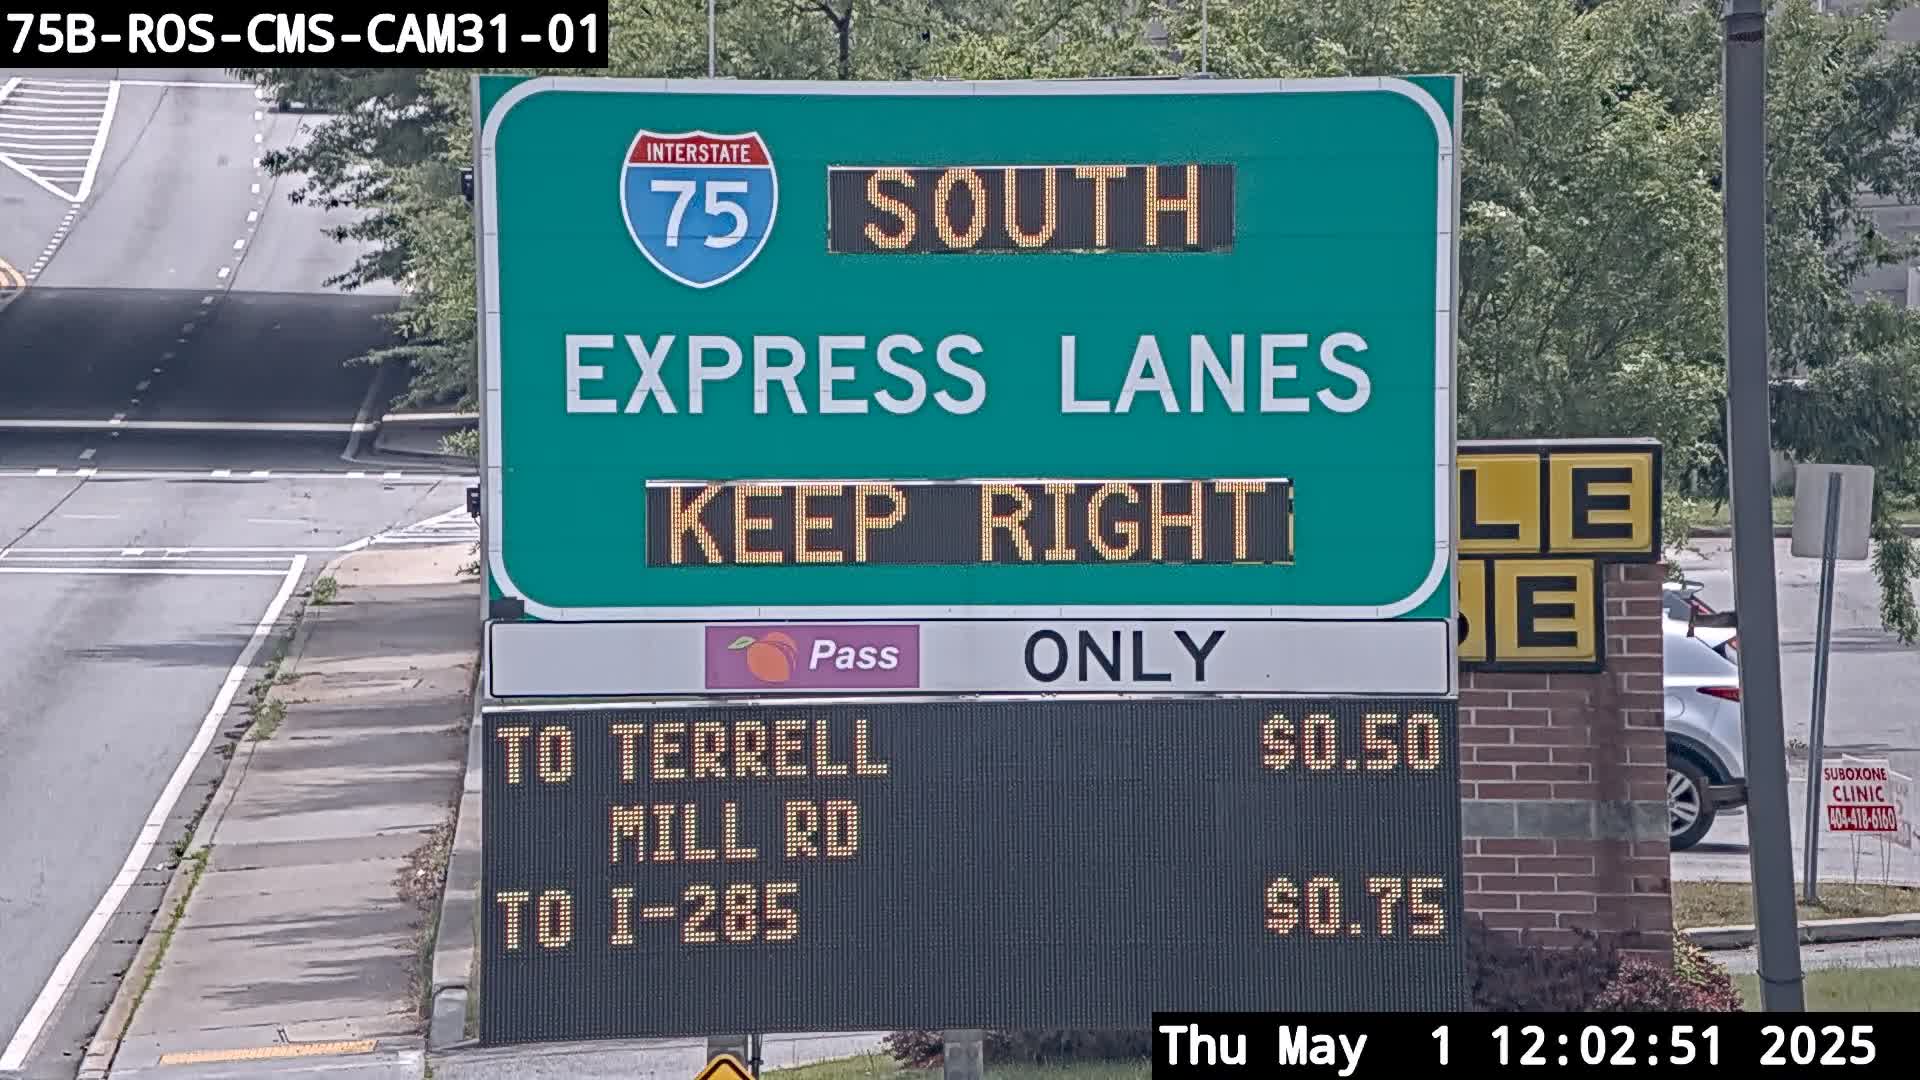 75B-ROS-CMS-CAM31-01
INTERSTATE
75
SOUTH
EXPRESS LANES
KEEP RIGHT
Pass ONLY
TO TERRELL $0.50
MILL RD
TO I-285 $0.75
LE
E
SUBOXONE
CLINIC
404-418-6160
Thu May 1 12:02:51 2025